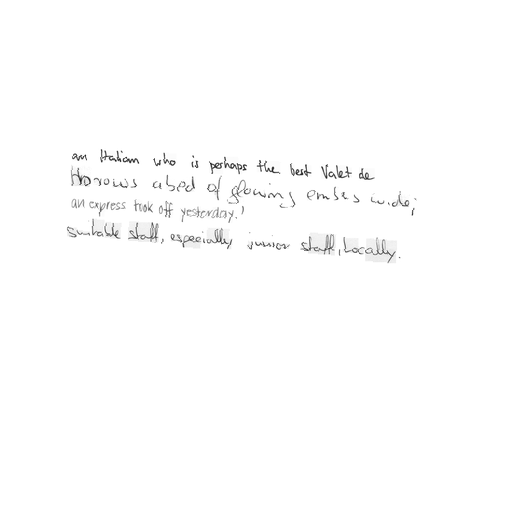 an Italian who is perhaps the best Valet de
a bed of glowing embers wide;
an express took off yesterday.'
suitable staff, especially junior staff, locally.